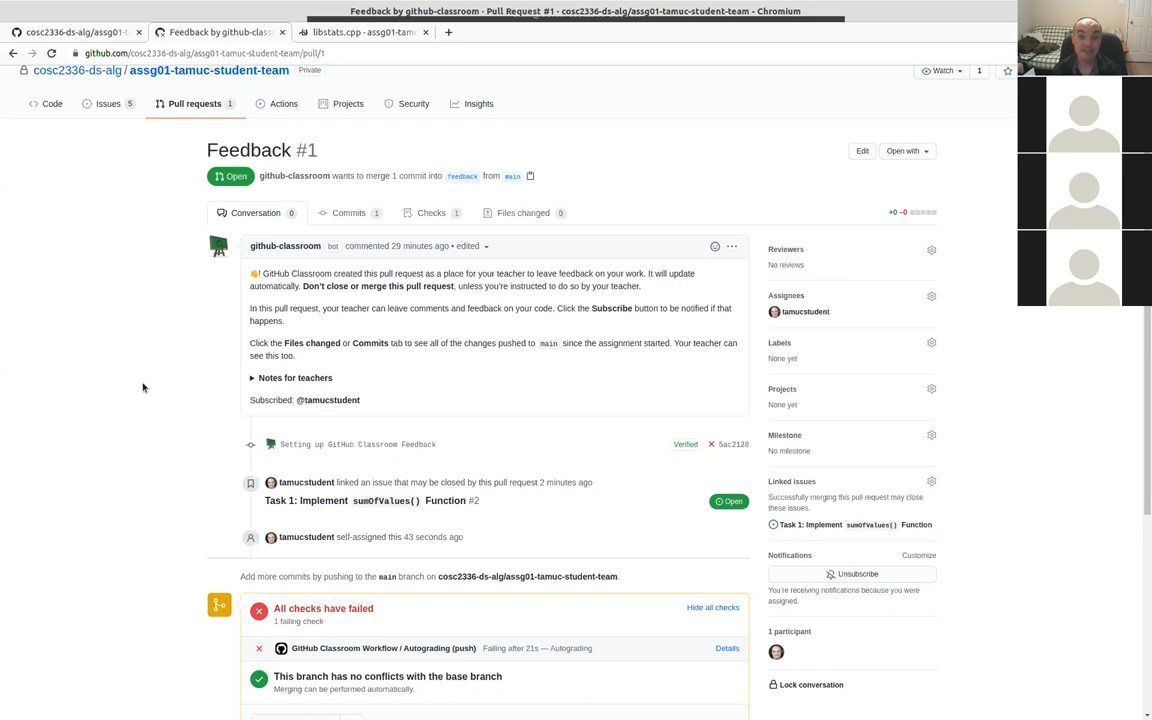 Feedback by github-classroom · Pull Request #1 - cosc2336-ds-alg/assg01-tamuc-student-team - Chromium
cosc2336-ds-alg/assg01-t
Feedback by github-class
libstats.cpp - assg01-tamu
github.com/cosc2336-ds-alg/assg01-tamuc-student-team/pull/1
cosc2336-ds-alg / assg01-tamuc-student-team Private
Watch 1
Code
Issues 5
Pull requests 1
Actions
Projects
Security
Insights
Feedback #1
Edit
Open with
Open
github-classroom wants to merge 1 commit into feedback from main
Conversation 0
Commits 1
Checks 1
Files changed 0
+0 −0
github-classroom bot commented 29 minutes ago • edited
! GitHub Classroom created this pull request as a place for your teacher to leave feedback on your work. It will update
automatically. Don't close or merge this pull request, unless you're instructed to do so by your teacher.
In this pull request, your teacher can leave comments and feedback on your code. Click the Subscribe button to be notified if that
happens.
Click the Files changed or Commits tab to see all of the changes pushed to main since the assignment started. Your teacher can
see this too.
Notes for teachers
Subscribed: @tamucstudent
Setting up GitHub Classroom Feedback
Verified
5ac2128
tamucstudent linked an issue that may be closed by this pull request 2 minutes ago
Task 1: Implement sumOfValues() Function #2
Open
tamucstudent self-assigned this 43 seconds ago
Add more commits by pushing to the main branch on cosc2336-ds-alg/assg01-tamuc-student-team.
All checks have failed
1 failing check
Hide all checks
GitHub Classroom Workflow / Autograding (push) Failing after 21s — Autograding
Details
This branch has no conflicts with the base branch
Merging can be performed automatically.
Reviewers
No reviews
Assignees
tamucstudent
Labels
None yet
Projects
None yet
Milestone
No milestone
Linked issues
Successfully merging this pull request may close
these issues.
Task 1: Implement sumOfValues() Function
Notifications
Customize
Unsubscribe
You're receiving notifications because you were
assigned.
1 participant
Lock conversation